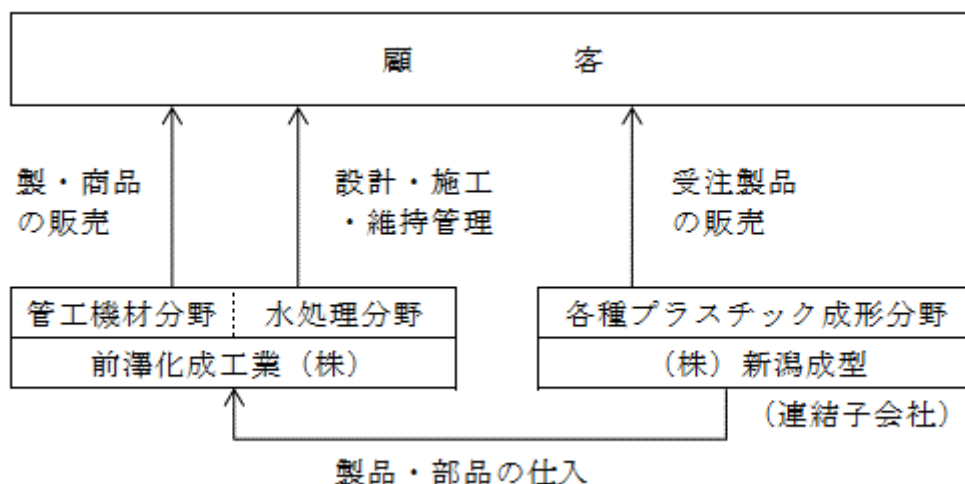 顧客
製・商品
の販売
設計・施工
・維持管理
受注製品
の販売
管工機材分野
水処理分野
前澤化成工業（株）
各種プラスチック成形分野
（株）新潟成型
（連結子会社）
製品・部品の仕入